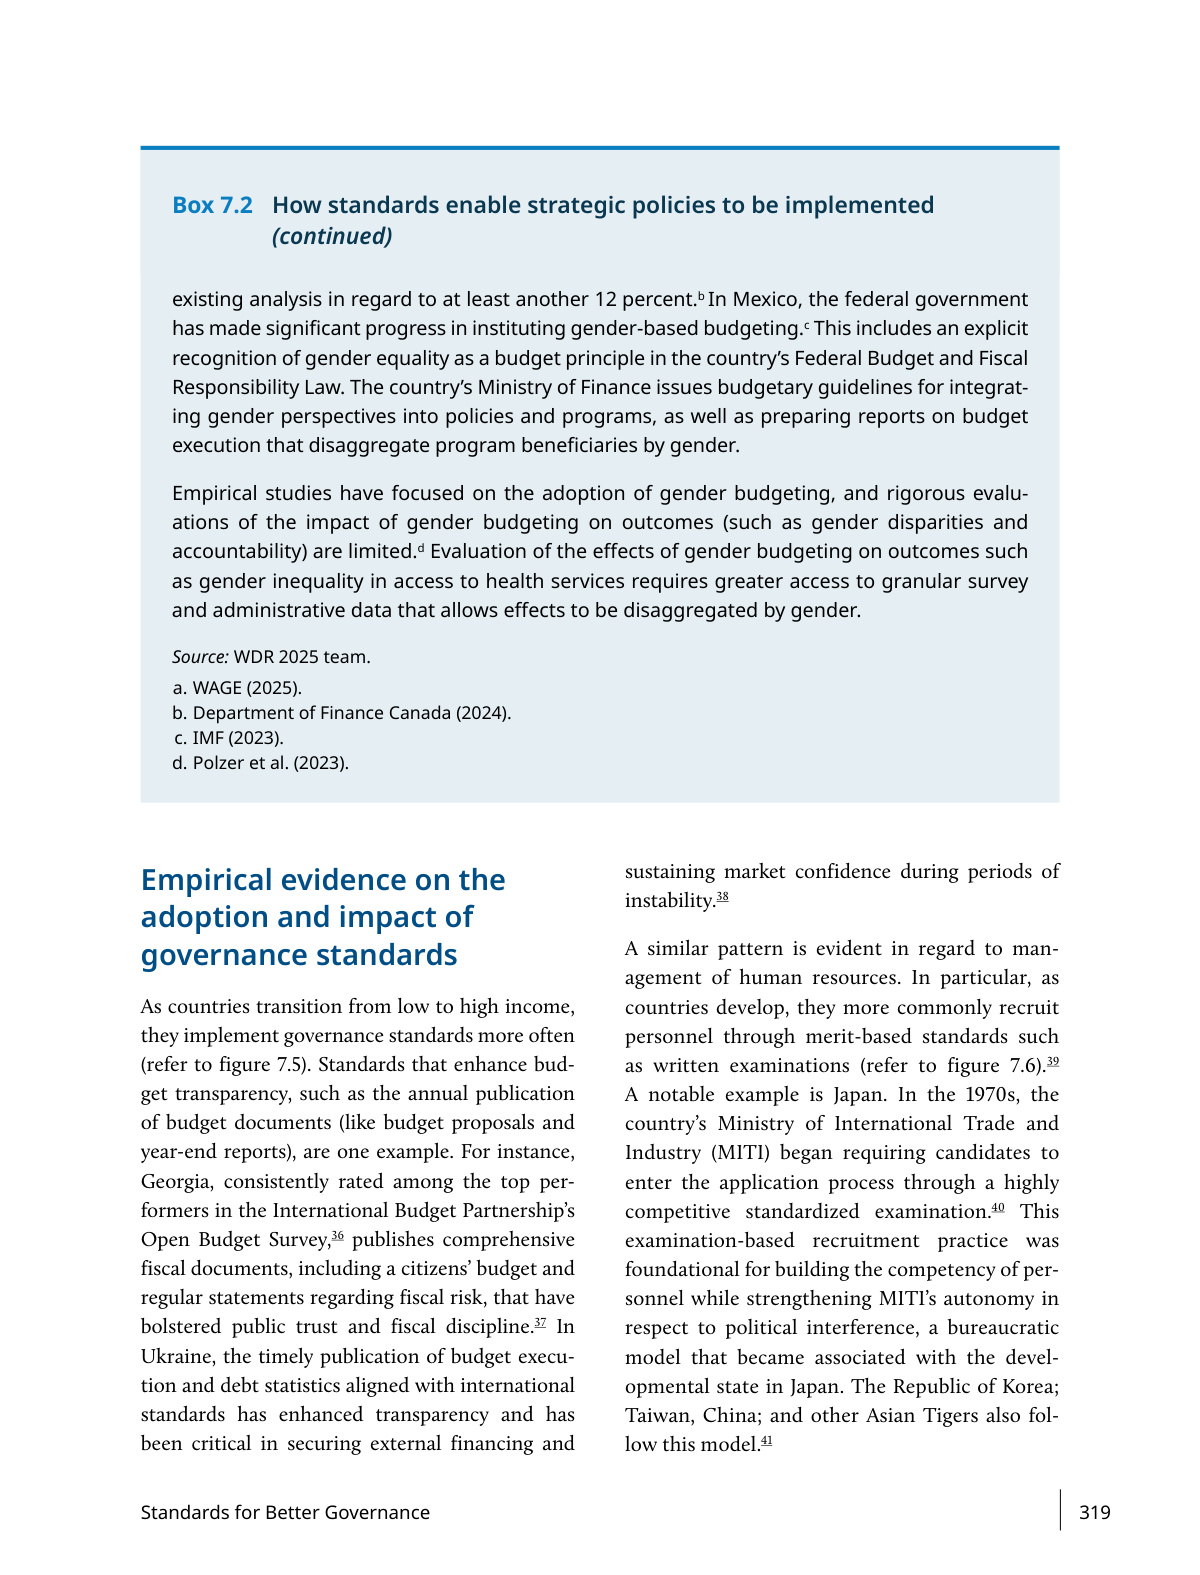 Box 7.2 How standards enable strategic policies to be implemented
(continued)
existing analysis in regard to at least another 12 percent.b In Mexico, the federal government
has made significant progress in instituting gender-based budgeting.c This includes an explicit
recognition of gender equality as a budget principle in the country’s Federal Budget and Fiscal
Responsibility Law. The country’s Ministry of Finance issues budgetary guidelines for integrat-
ing gender perspectives into policies and programs, as well as preparing reports on budget
execution that disaggregate program beneficiaries by gender.
Empirical studies have focused on the adoption of gender budgeting, and rigorous evalu-
ations of the impact of gender budgeting on outcomes (such as gender disparities and
accountability) are limited.d Evaluation of the effects of gender budgeting on outcomes such
as gender inequality in access to health services requires greater access to granular survey
and administrative data that allows effects to be disaggregated by gender.
Source: WDR 2025 team.
a. WAGE (2025).
b. Department of Finance Canada (2024).
c. IMF (2023).
d. Polzer et al. (2023).
Empirical evidence on the
adoption and impact of
governance standards
As countries transition from low to high income,
they implement governance standards more often
(refer to figure 7.5). Standards that enhance bud-
get transparency, such as the annual publication
of budget documents (like budget proposals and
year-end reports), are one example. For instance,
Georgia, consistently rated among the top per-
formers in the International Budget Partnership’s
Open Budget Survey,36 publishes comprehensive
fiscal documents, including a citizens’ budget and
regular statements regarding fiscal risk, that have
bolstered public trust and fiscal discipline.37 In
Ukraine, the timely publication of budget execu-
tion and debt statistics aligned with international
standards has enhanced transparency and has
been critical in securing external financing and
sustaining market confidence during periods of
instability.38
A similar pattern is evident in regard to man-
agement of human resources. In particular, as
countries develop, they more commonly recruit
personnel through merit-based standards such
as written examinations (refer to figure 7.6).39
A notable example is Japan. In the 1970s, the
country’s Ministry of International Trade and
Industry (MITI) began requiring candidates to
enter the application process through a highly
competitive standardized examination.40 This
examination-based recruitment practice was
foundational for building the competency of per-
sonnel while strengthening MITI’s autonomy in
respect to political interference, a bureaucratic
model that became associated with the devel-
opmental state in Japan. The Republic of Korea;
Taiwan, China; and other Asian Tigers also fol-
low this model.41
Standards for Better Governance
319